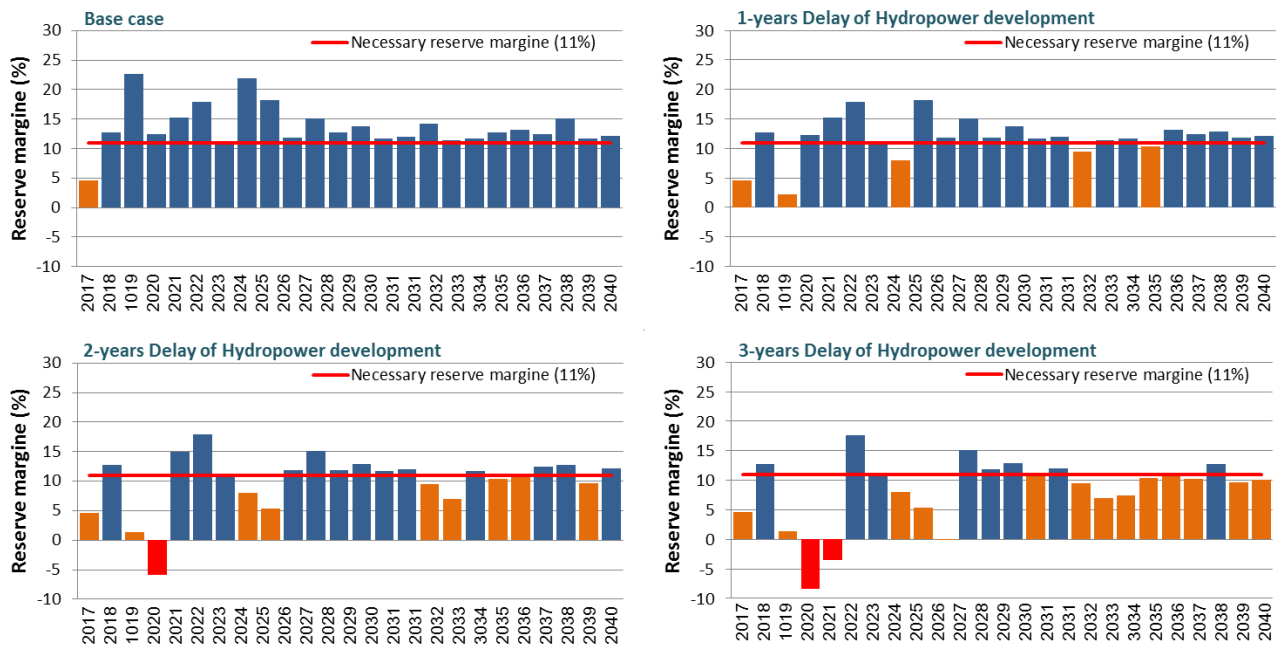 Base case
Necessary reserve margine (11%)
Reserve margine (%)
30
25
20
15
10
5
0
-5
-10
2017 2018 1019 2020 2021 2022 2023 2024 2025 2026 2027 2028 2029 2030 2031 2031 2032 2033 3034 2035 2036 2037 2038 2039 2040
1-years Delay of Hydropower development
Necessary reserve margine (11%)
Reserve margine (%)
30
25
20
15
10
5
0
-5
-10
2017 2018 1019 2020 2021 2022 2023 2024 2025 2026 2027 2028 2029 2030 2031 2031 2032 2033 3034 2035 2036 2037 2038 2039 2040
2-years Delay of Hydropower development
Necessary reserve margine (11%)
Reserve margine (%)
30
25
20
15
10
5
0
-5
-10
2017 2018 1019 2020 2021 2022 2023 2024 2025 2026 2027 2028 2029 2030 2031 2031 2032 2033 3034 2035 2036 2037 2038 2039 2040
3-years Delay of Hydropower development
Necessary reserve margine (11%)
Reserve margine (%)
30
25
20
15
10
5
0
-5
-10
2017 2018 1019 2020 2021 2022 2023 2024 2025 2026 2027 2028 2029 2030 2031 2031 2032 2033 3034 2035 2036 2037 2038 2039 2040